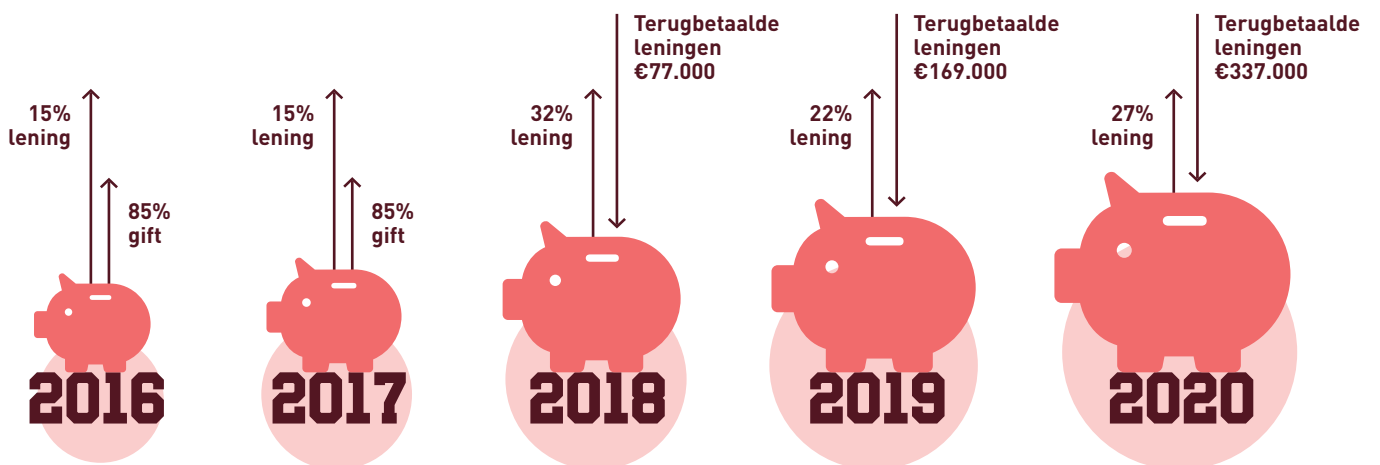 15%
lening
85%
gift
2016
15%
lening
85%
gift
2017
Terugbetaalde
leningen
€77.000
32%
lening
2018
Terugbetaalde
leningen
€169.000
22%
lening
2019
Terugbetaalde
leningen
€337.000
27%
lening
2020